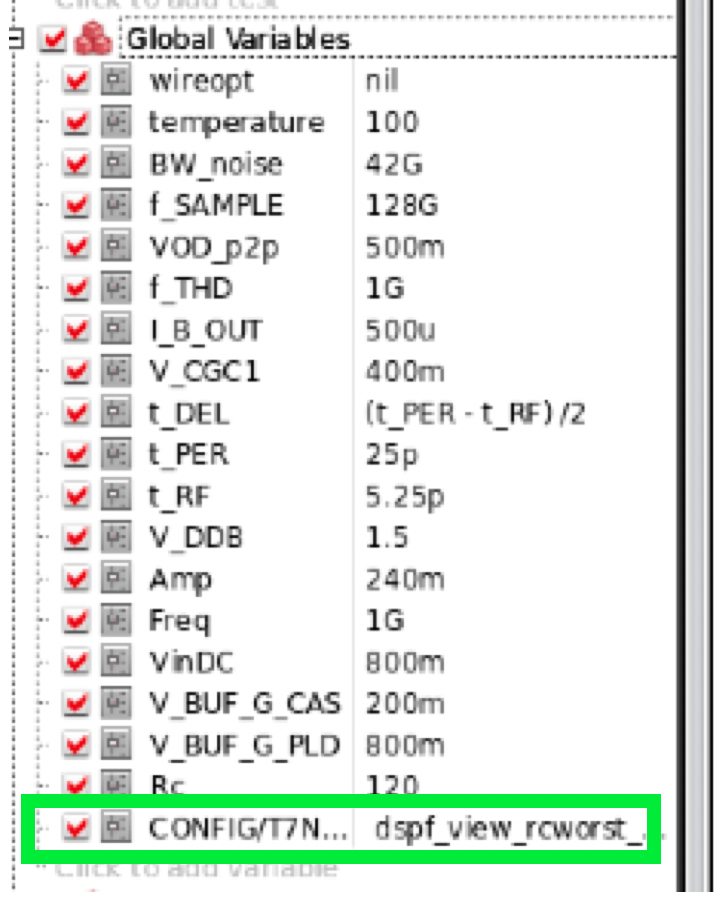 Click to add test
Global Variables
wireopt nil
temperature 100
BW_noise 42G
f_SAMPLE 128G
VOD_p2p 500m
f_THD 1G
I_B_OUT 500u
V_CGC1 400m
t_DEL (t_PER - t_RF)/2
t_PER 25p
t_RF 5.25p
V_DDB 1.5
Amp 240m
Freq 1G
VinDC 800m
V_BUF_G_CAS 200m
V_BUF_G_PLD 800m
Rc 120
CONFIG/T7N... dspf_view_rcworst_...
Click to add variable